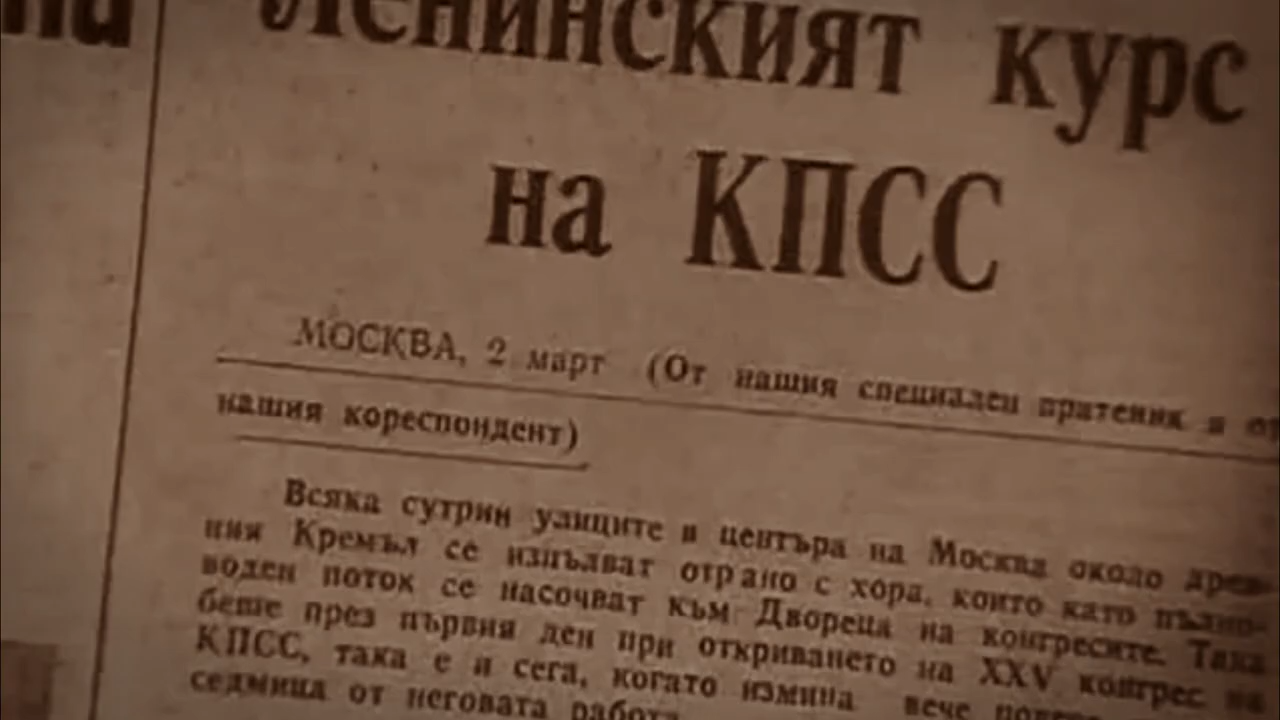 Ленинският курс
на КПСС
МОСКВА, 2 март (От нашия специален пратеник и от
нашия кореспондент)
Всяка сутрин улиците в центъра на Москва около древ-
ния Кремъл се изпълват отрано с хора, които като пълно-
воден поток се насочват към Двореца на конгресите. Така
беше през първия ден при откриването на XXV конгрес на
КПСС, така е и сега, когато измина вече
седмица от неговата работа